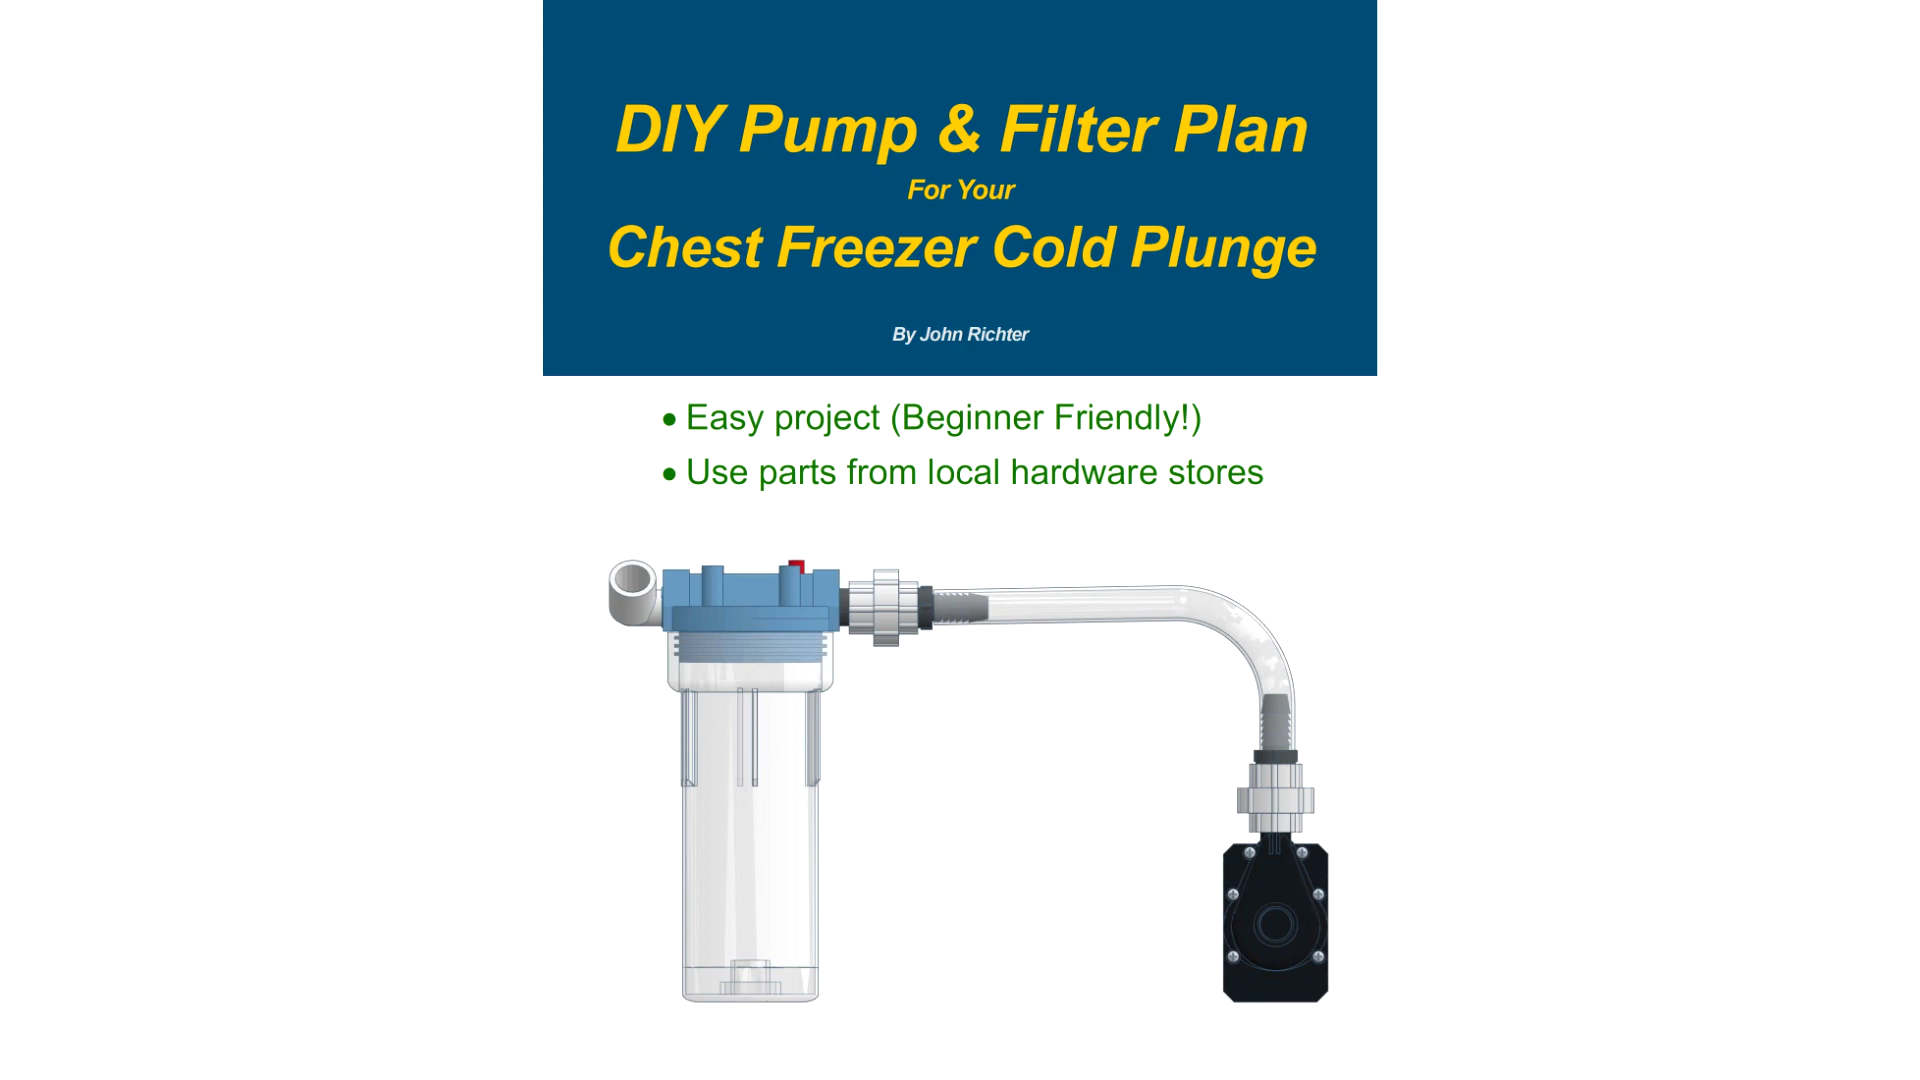 DIY Pump & Filter Plan
For Your
Chest Freezer Cold Plunge
By John Richter
• Easy project (Beginner Friendly!)
• Use parts from local hardware stores